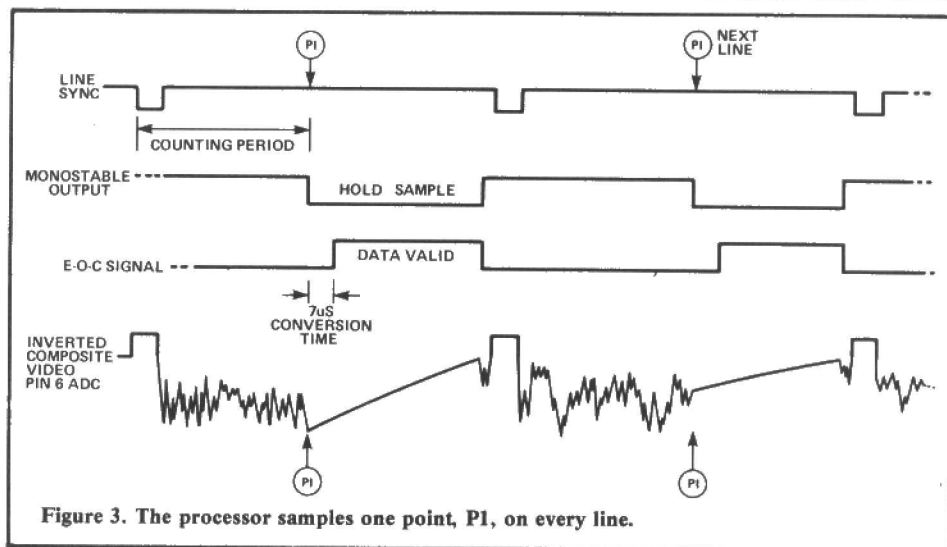 P1
P1
NEXT
LINE
LINE
SYNC
COUNTING PERIOD
MONOSTABLE
OUTPUT
HOLD SAMPLE
E-O-C SIGNAL
DATA VALID
7uS
CONVERSION
TIME
INVERTED
COMPOSITE
VIDEO
PIN 6 ADC
P1
P1
Figure 3. The processor samples one point, P1, on every line.